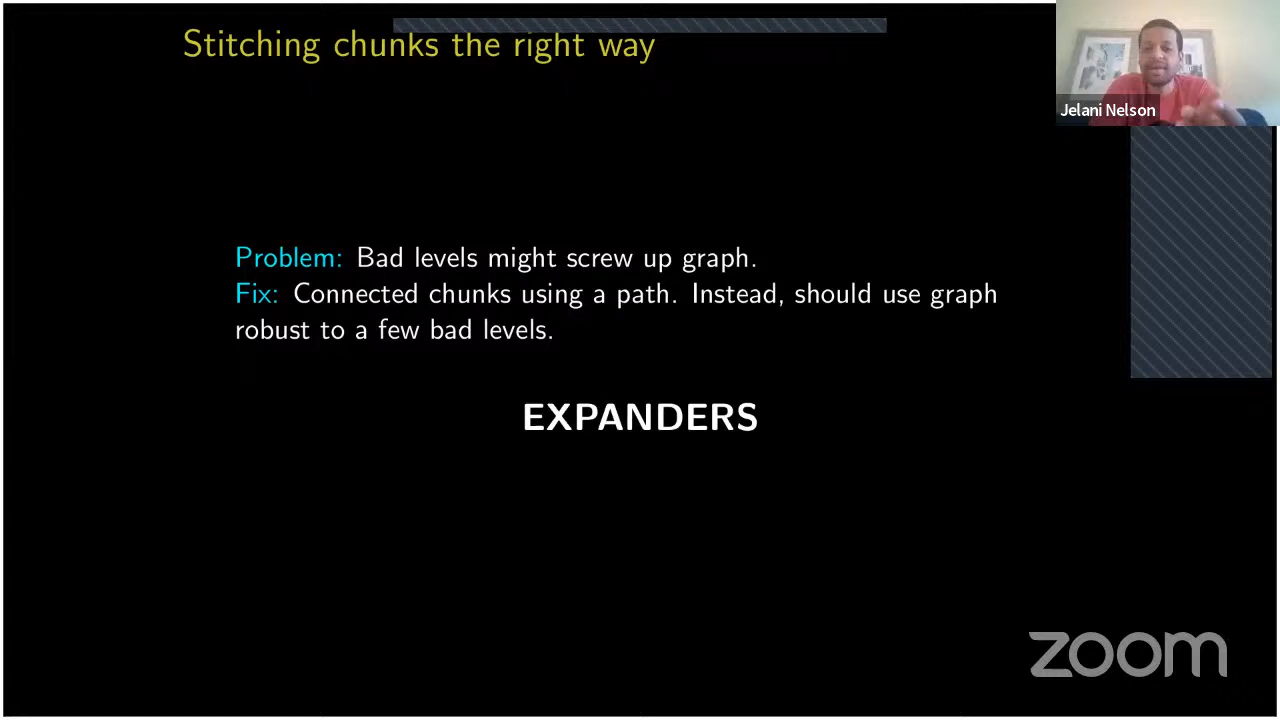 Stitching chunks the right way
Jelani Nelson
Problem: Bad levels might screw up graph.
Fix: Connected chunks using a path. Instead, should use graph
robust to a few bad levels.
EXPANDERS
zoom